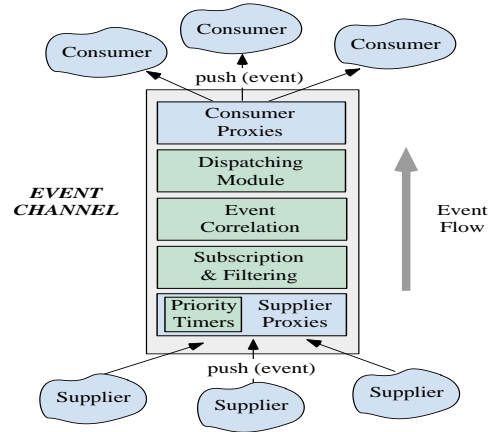 Consumer
Consumer
Consumer
push (event)
Consumer
Proxies
Dispatching
Module
EVENT
CHANNEL
Event
Correlation
Event
Flow
Subscription
& Filtering
Priority
Timers
Supplier
Proxies
push (event)
Supplier
Supplier
Supplier